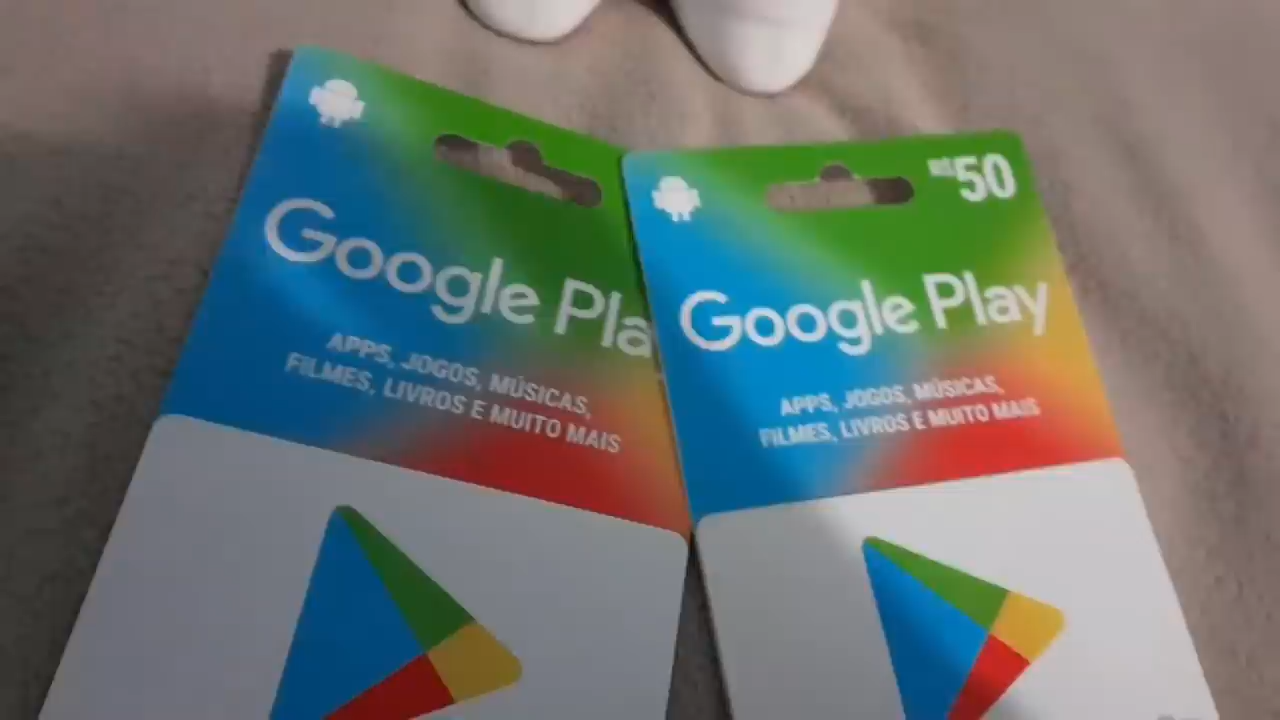 Google Pla
APPS, JOGOS, MÚSICAS,
FILMES, LIVROS E MUITO MAIS
R$50
Google Play
APPS, JOGOS, MÚSICAS,
FILMES, LIVROS E MUITO MAIS